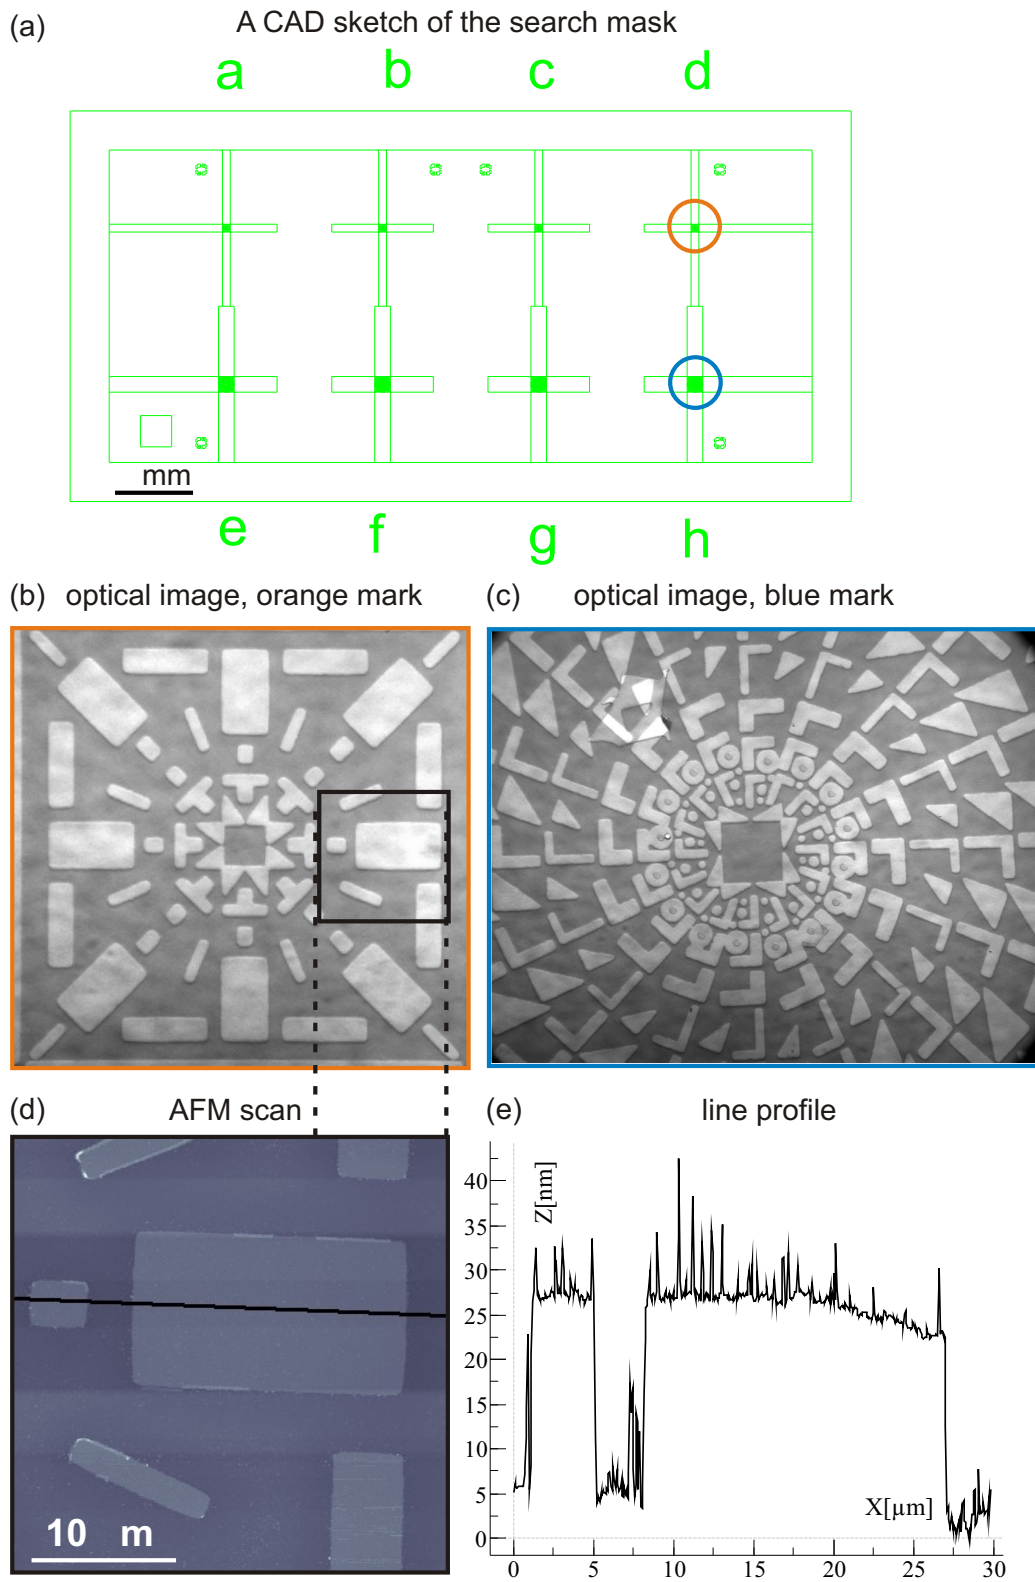 (a) A CAD sketch of the search mask
a b c d
mm
e f g h
(b) optical image, orange mark
(c) optical image, blue mark
(d) AFM scan
10 m
(e) line profile
Z[nm]
40
35
30
25
20
15
10
5
0
X[µm]
0 5 10 15 20 25 30